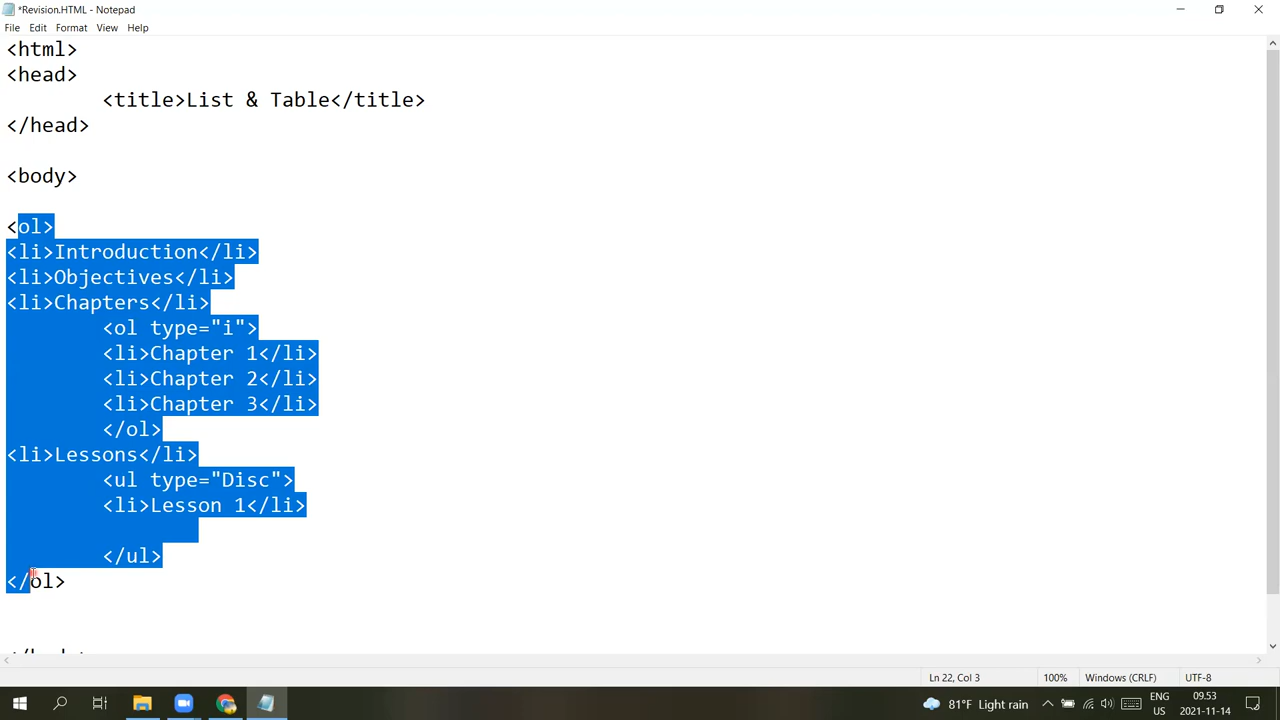 *Revision.HTML - Notepad
File Edit Format View Help
<html>
<head>
<title>List & Table</title>
</head>
<body>
<ol>
<li>Introduction</li>
<li>Objectives</li>
<li>Chapters</li>
<ol type="i">
<li>Chapter 1</li>
<li>Chapter 2</li>
<li>Chapter 3</li>
</ol>
<li>Lessons</li>
<ul type="Disc">
<li>Lesson 1</li>
</ul>
</ol>
Ln 22, Col 3 100% Windows (CRLF) UTF-8
81°F Light rain ENG US 09.53 2021-11-14